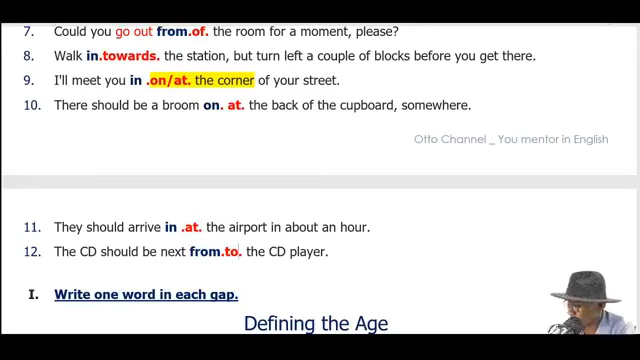 7. Could you go out from.of. the room for a moment, please?
8. Walk in.towards. the station, but turn left a couple of blocks before you get there.
9. I'll meet you in .on/at. the corner of your street.
10. There should be a broom on. at. the back of the cupboard, somewhere.
Otto Channel _ You mentor in English
11. They should arrive in .at. the airport in about an hour.
12. The CD should be next from.to. the CD player.
I. Write one word in each gap.
Defining the Age